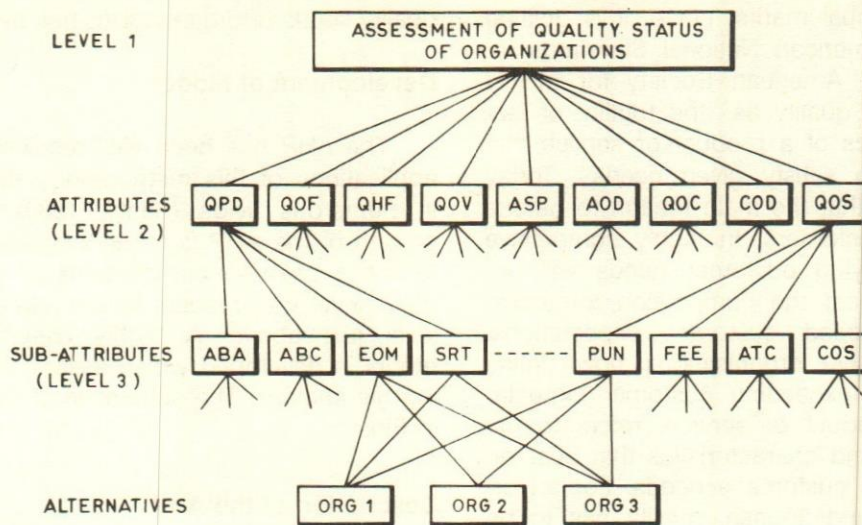 LEVEL 1
ASSESSMENT OF QUALITY STATUS
OF ORGANIZATIONS
ATTRIBUTES
(LEVEL 2)
QPD QOF QHF QOV ASP AOD QOC COD QOS
SUB-ATTRIBUTES
(LEVEL 3)
ABA ABC EOM SRT PUN FEE ATC COS
ALTERNATIVES ORG 1 ORG 2 ORG 3